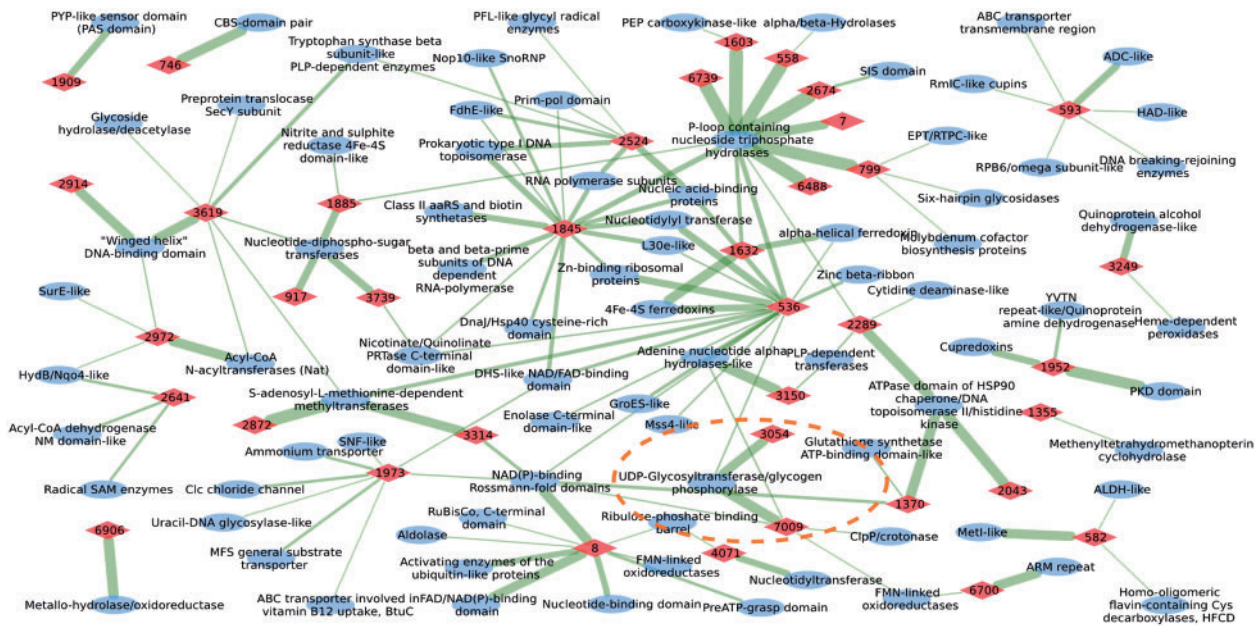 PYP-like sensor domain
(PAS domain)
CBS-domain pair
746
1909
Tryptophan synthase beta
subunit-like
PLP-dependent enzymes
PFL-like glycyl radical
enzymes
Nop10-like SnoRNP
PEP carboxykinase-like
alpha/beta-Hydrolases
1603
558
6739
2674
SIS domain
7
ABC transporter
transmembrane region
ADC-like
RmlC-like cupins
593
HAD-like
RPB6/omega subunit-like
DNA breaking-rejoining
enzymes
Glycoside
hydrolase/deacetylase
Preprotein translocase
SecY subunit
Nitrite and sulphite
reductase 4Fe-4S
domain-like
FdhE-like
Prim-pol domain
Prokaryotic type I DNA
topoisomerase
2524
P-loop containing
nucleoside triphosphate
hydrolases
EPT/RTPC-like
799
6488
Six-hairpin glycosidases
Molybdenum cofactor
biosynthesis proteins
2914
3619
1885
RNA polymerase subunits
Nucleic acid-binding
proteins
Class II aaRS and biotin
synthetases
Nucleotidylyl transferase
1845
L30e-like
1632
alpha-helical ferredoxin
"Winged helix"
DNA-binding domain
Nucleotide-diphospho-sugar
transferases
beta and beta-prime
subunits of DNA
dependent
RNA-polymerase
Zn-binding ribosomal
proteins
Zinc beta-ribbon
Cytidine deaminase-like
Quinoprotein alcohol
dehydrogenase-like
3249
SurE-like
917
3739
4Fe-4S ferredoxins
536
2289
YVTN
repeat-like/Quinoprotein
amine dehydrogenase
Heme-dependent
peroxidases
2972
DnaJ/Hsp40 cysteine-rich
domain
Nicotinate/Quinolinate
PRTase C-terminal
domain-like
Adenine nucleotide alpha
hydrolases-like
PLP-dependent
transferases
Cupredoxins
1952
PKD domain
Acyl-CoA
N-acyltransferases (Nat)
HydB/Nqo4-like
2641
DHS-like NAD/FAD-binding
domain
S-adenosyl-L-methionine-dependent
methyltransferases
3150
ATPase domain of HSP90
chaperone/DNA
topoisomerase II/histidine
kinase
1355
2872
Enolase C-terminal
domain-like
GroES-like
Mss4-like
Acyl-CoA dehydrogenase
NM domain-like
SNF-like
Ammonium transporter
3314
3054
Glutathione synthetase
ATP-binding domain-like
Methenyltetrahydromethanopterin
cyclohydrolase
1973
NAD(P)-binding
Rossmann-fold domains
UDP-Glycosyltransferase/glycogen
phosphorylase
Radical SAM enzymes
Clc chloride channel
1370
2043
ALDH-like
6906
Uracil-DNA glycosylase-like
RuBisCo, C-terminal
domain
Ribulose-phoshate binding
barrel
7009
ClpP/crotonase
MetI-like
582
Aldolase
8
4071
MFS general substrate
transporter
Activating enzymes of the
ubiquitin-like proteins
FMN-linked
oxidoreductases
Nucleotidyltransferase
ARM repeat
6700
Metallo-hydrolase/oxidoreductase
ABC transporter involved in
vitamin B12 uptake, BtuC
FAD/NAD(P)-binding
domain
Nucleotide-binding domain
PreATP-grasp domain
FMN-linked
oxidoreductases
Homo-oligomeric
flavin-containing Cys
decarboxylases, HFCD